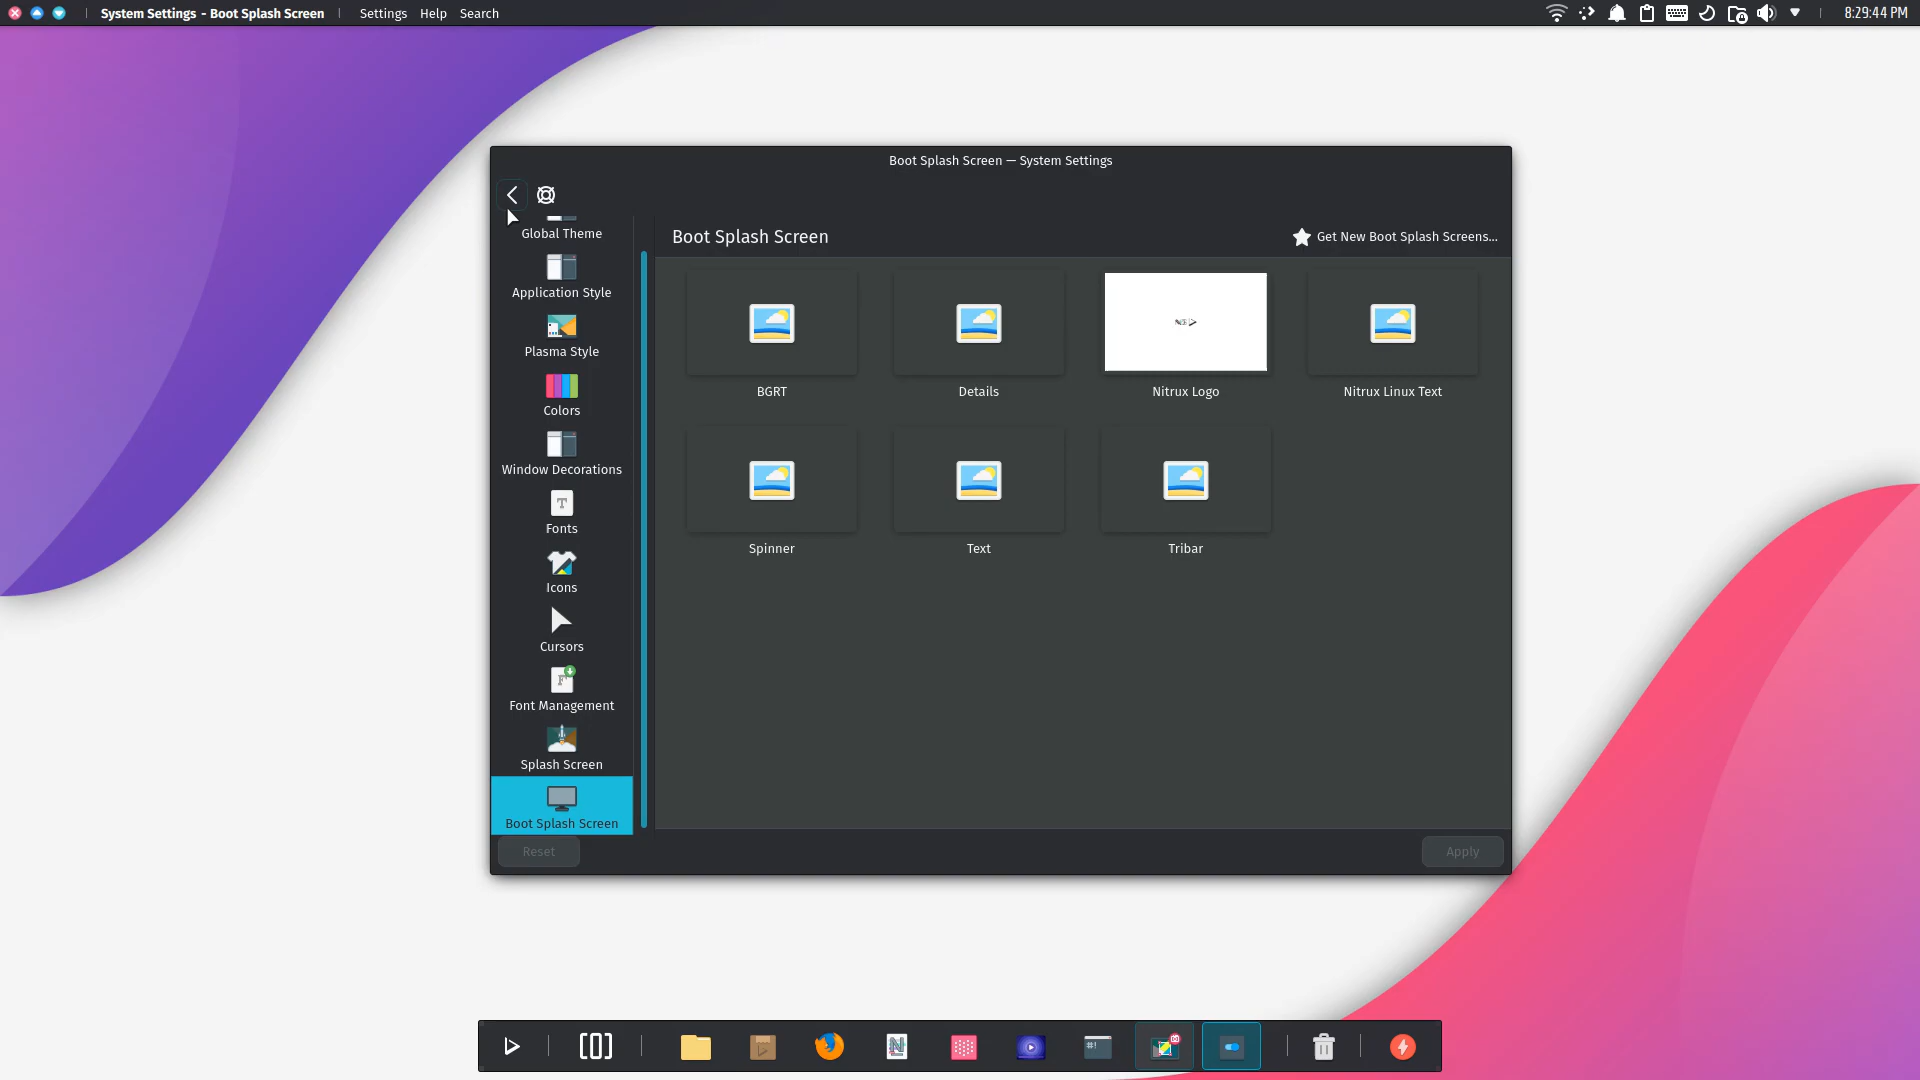 System Settings - Boot Splash Screen
Settings Help Search
8:29:44 PM
Boot Splash Screen — System Settings
Global Theme
Application Style
Plasma Style
Colors
Window Decorations
Fonts
Icons
Cursors
Font Management
Splash Screen
Boot Splash Screen
Boot Splash Screen
Get New Boot Splash Screens...
BGRT
Details
Nitrux Logo
Nitrux Linux Text
Spinner
Text
Tribar
Reset
Apply